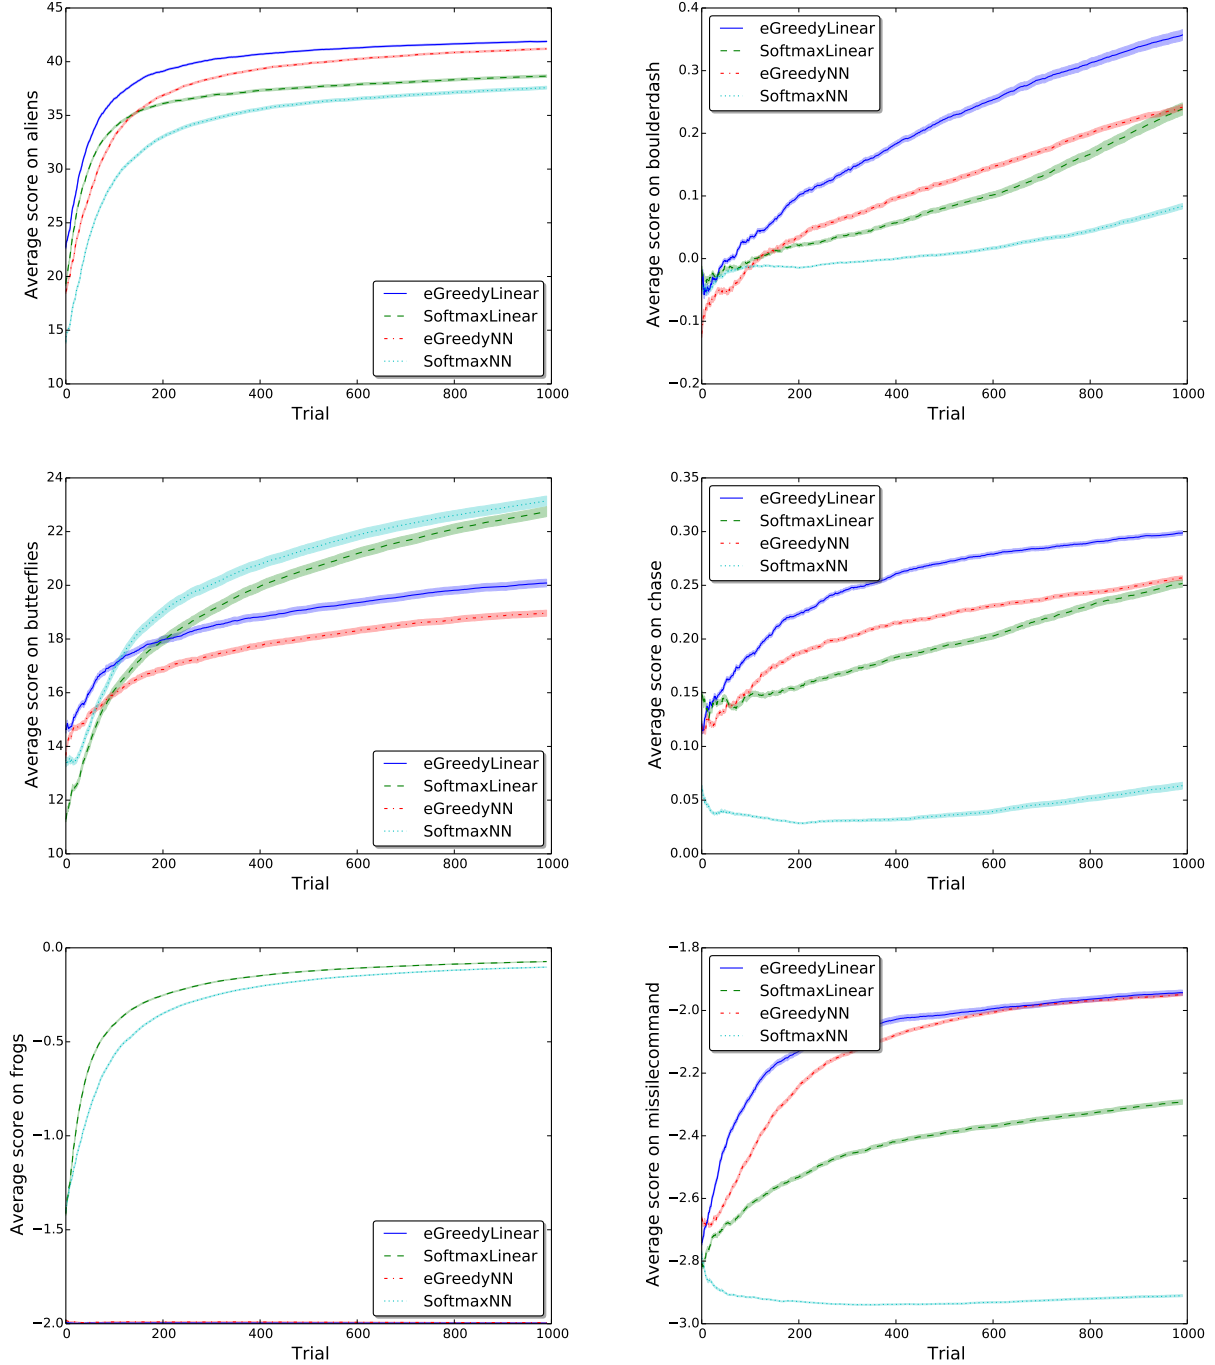 45
40
35
30
25
20
15
10
Average score on aliens
eGreedyLinear
SoftmaxLinear
eGreedyNN
SoftmaxNN
0 200 400 600 800 1000
Trial
0.4
0.3
0.2
0.1
0.0
−0.1
−0.2
Average score on boulderdash
eGreedyLinear
SoftmaxLinear
eGreedyNN
SoftmaxNN
0 200 400 600 800 1000
Trial
24
22
20
18
16
14
12
10
Average score on butterflies
eGreedyLinear
SoftmaxLinear
eGreedyNN
SoftmaxNN
0 200 400 600 800 1000
Trial
0.35
0.30
0.25
0.20
0.15
0.10
0.05
0.00
Average score on chase
eGreedyLinear
SoftmaxLinear
eGreedyNN
SoftmaxNN
0 200 400 600 800 1000
Trial
0.0
−0.5
−1.0
−1.5
−2.0
Average score on frogs
eGreedyLinear
SoftmaxLinear
eGreedyNN
SoftmaxNN
0 200 400 600 800 1000
Trial
−1.8
−2.0
−2.2
−2.4
−2.6
−2.8
−3.0
Average score on missilecommand
eGreedyLinear
SoftmaxLinear
eGreedyNN
SoftmaxNN
0 200 400 600 800 1000
Trial